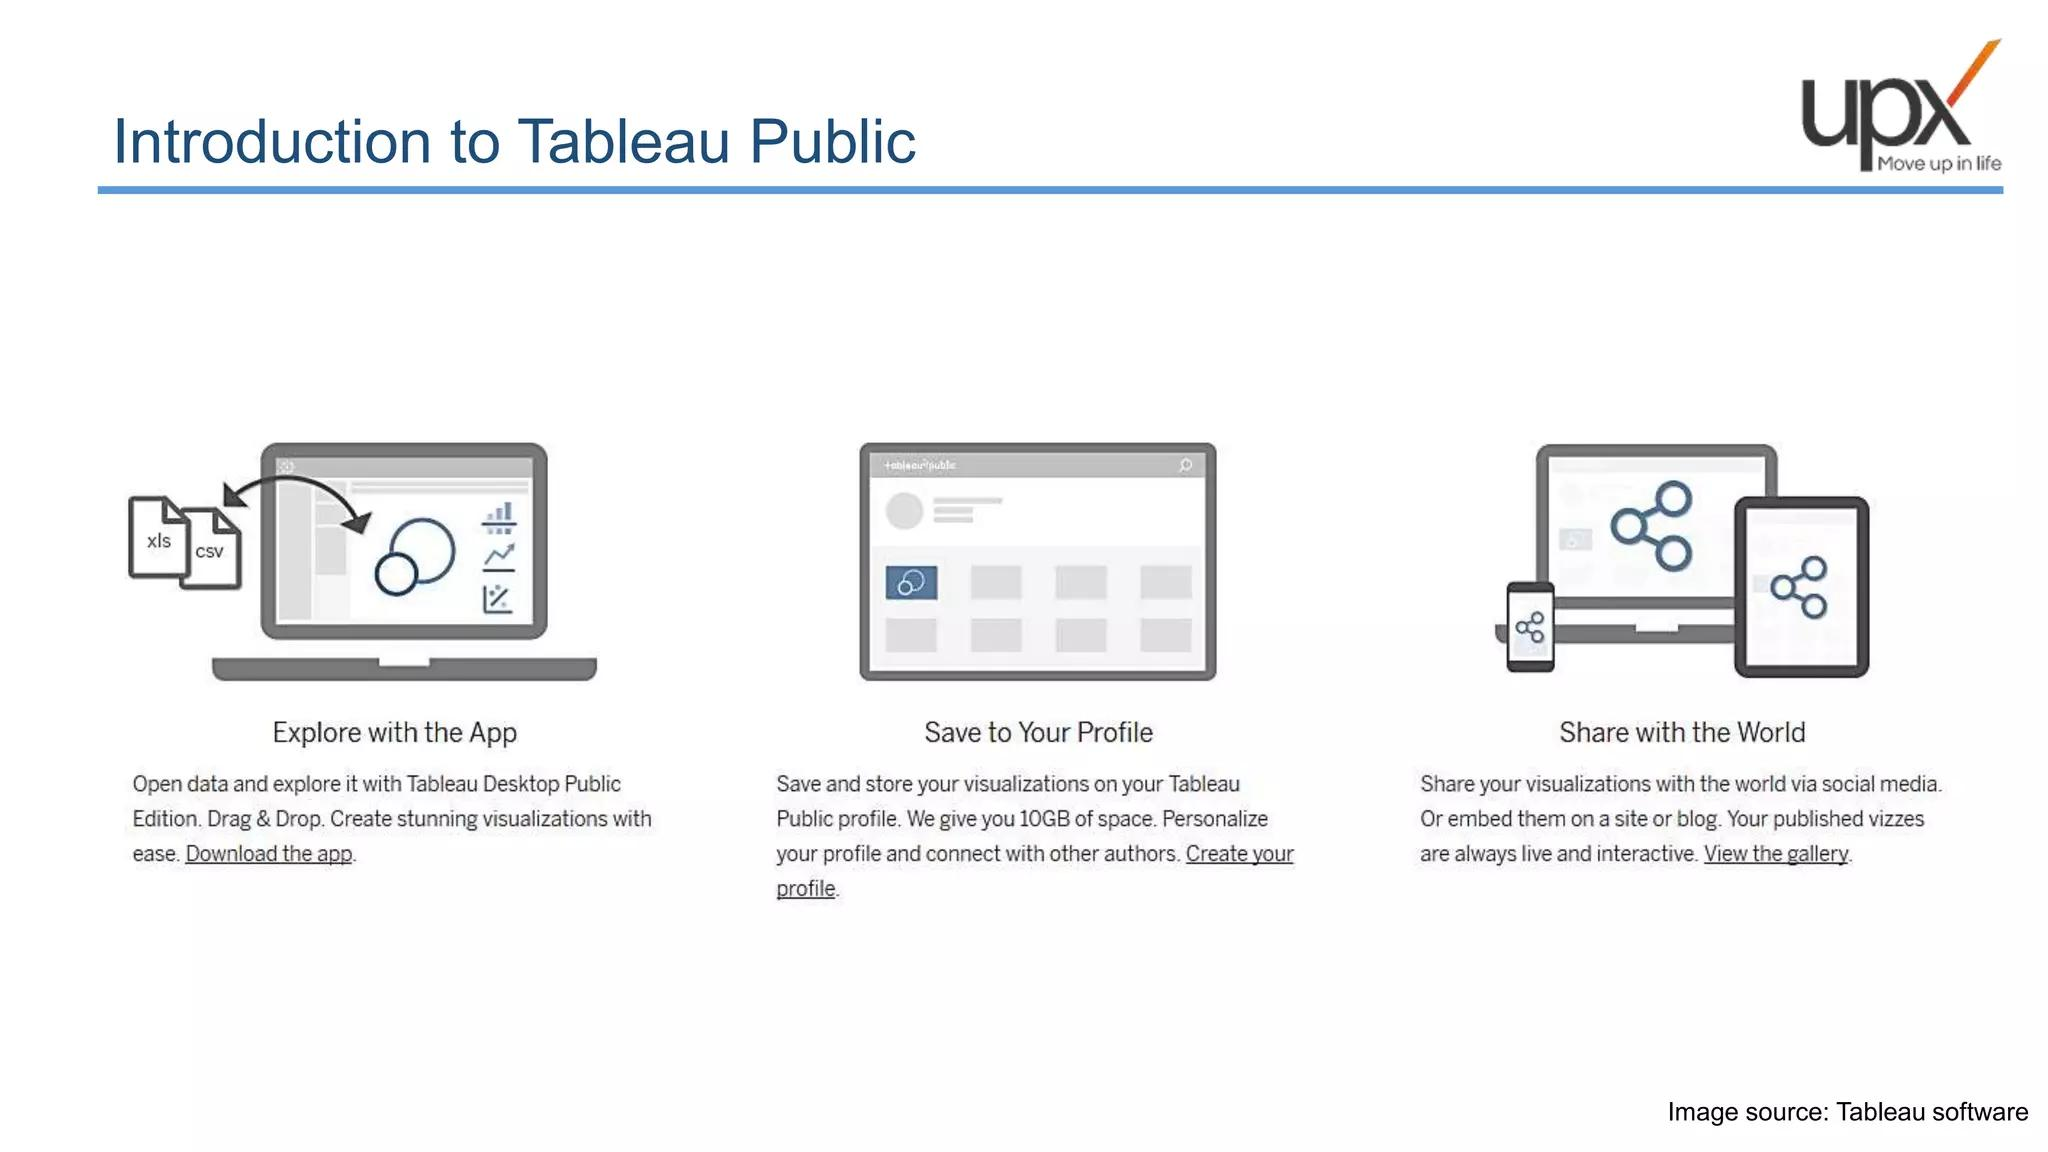 Introduction to Tableau Public
upx
Move up in life
xls
csv
+ableau+public
Explore with the App
Open data and explore it with Tableau Desktop Public
Edition. Drag & Drop. Create stunning visualizations with
ease. Download the app.
Save to Your Profile
Save and store your visualizations on your Tableau
Public profile. We give you 10GB of space. Personalize
your profile and connect with other authors. Create your
profile.
Share with the World
Share your visualizations with the world via social media.
Or embed them on a site or blog. Your published vizzes
are always live and interactive. View the gallery.
Image source: Tableau software